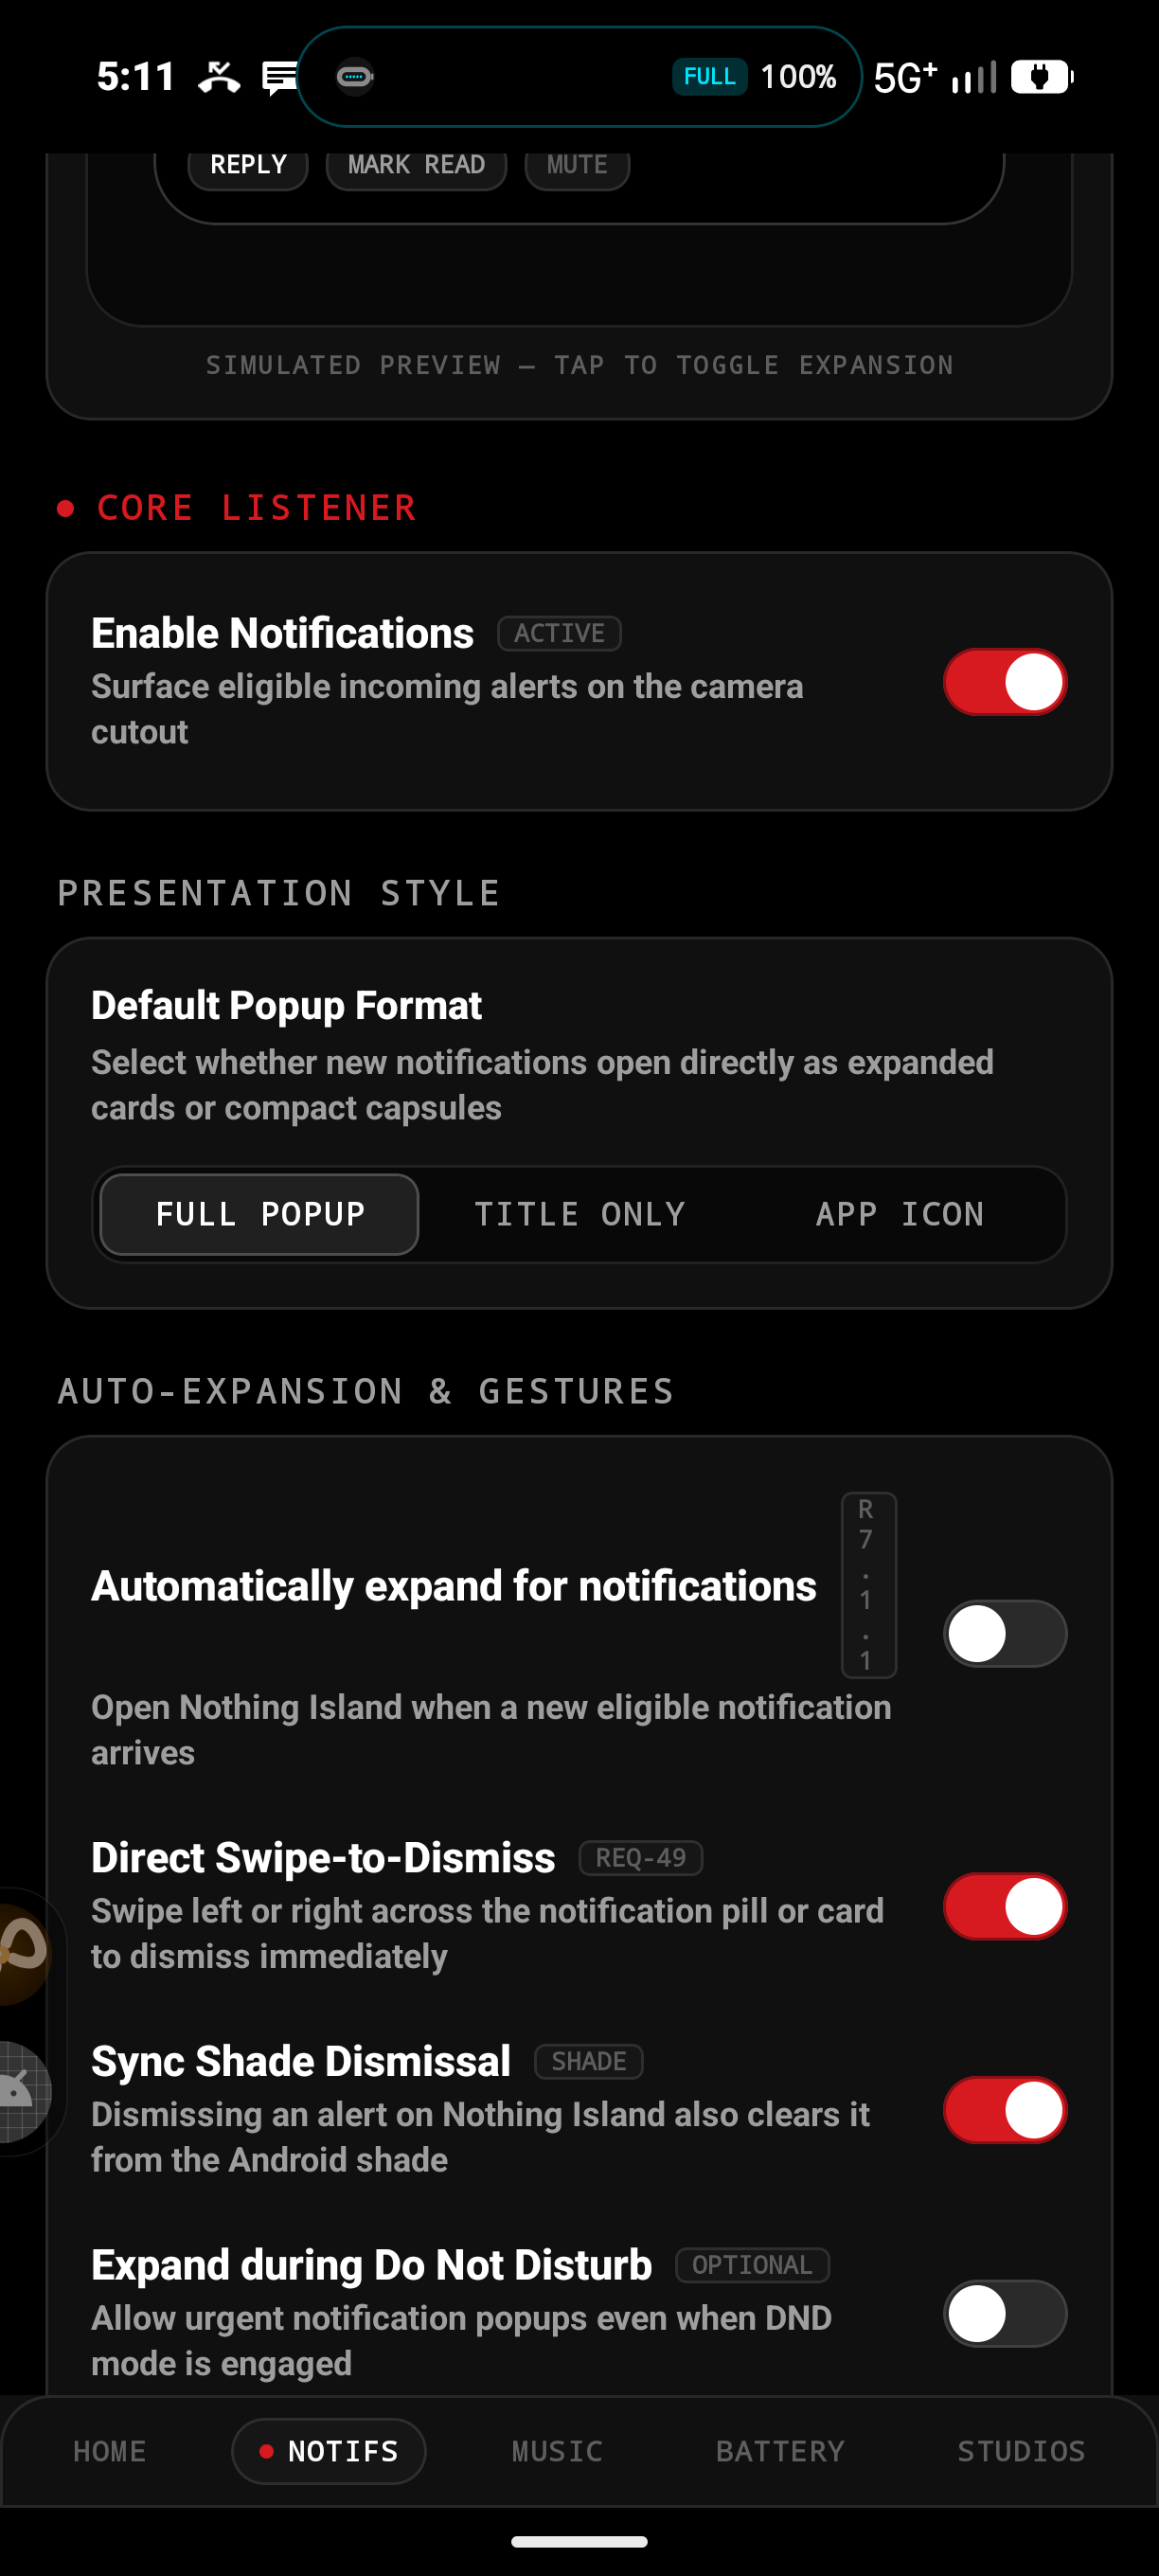 5:11
FULL 100%
5G+
REPLY MARK READ MUTE
SIMULATED PREVIEW — TAP TO TOGGLE EXPANSION
CORE LISTENER
Enable Notifications ACTIVE
Surface eligible incoming alerts on the camera
cutout
PRESENTATION STYLE
Default Popup Format
Select whether new notifications open directly as expanded
cards or compact capsules
FULL POPUP TITLE ONLY APP ICON
AUTO-EXPANSION & GESTURES
Automatically expand for notifications
R
7
.
1
.
1
Open Nothing Island when a new eligible notification
arrives
Direct Swipe-to-Dismiss REQ-49
Swipe left or right across the notification pill or card
to dismiss immediately
Sync Shade Dismissal SHADE
Dismissing an alert on Nothing Island also clears it
from the Android shade
Expand during Do Not Disturb OPTIONAL
Allow urgent notification popups even when DND
mode is engaged
HOME NOTIFS MUSIC BATTERY STUDIOS